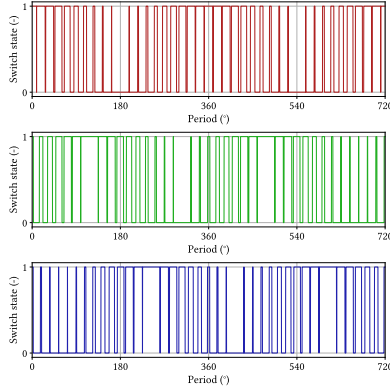 1
Switch state (-)
0
0 180 360 540 720
Period (°)
1
Switch state (-)
0
0 180 360 540 720
Period (°)
1
Switch state (-)
0
0 180 360 540 720
Period (°)